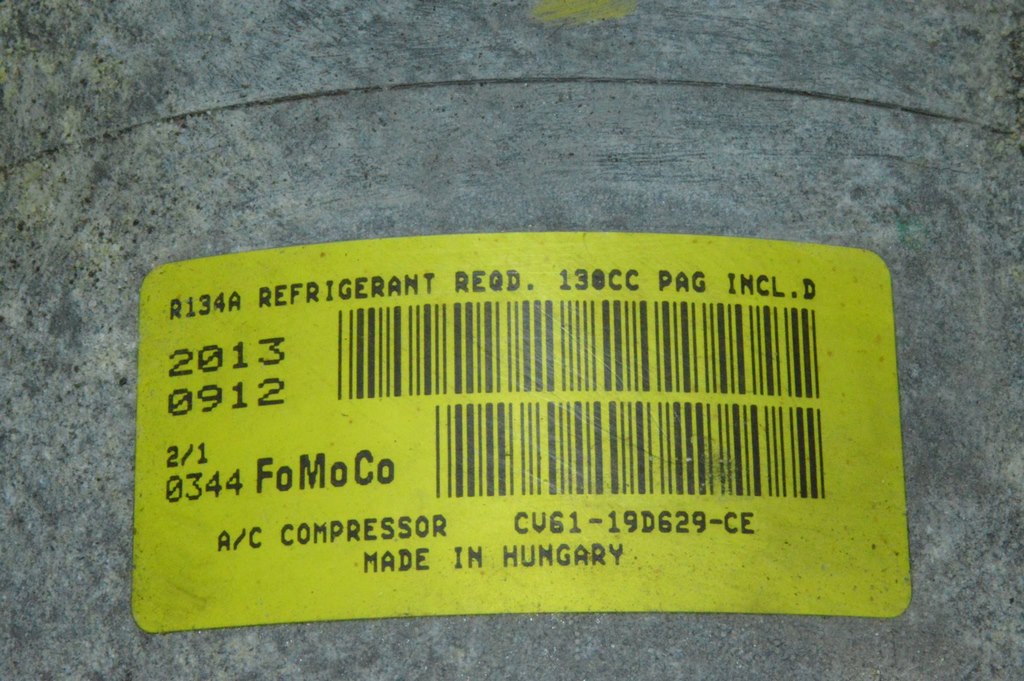 R134A REFRIGERANT REQD. 130CC PAG INCL.D
2013
0912
2/1
0344 FoMoCo
A/C COMPRESSOR CV61-19D629-CE
MADE IN HUNGARY